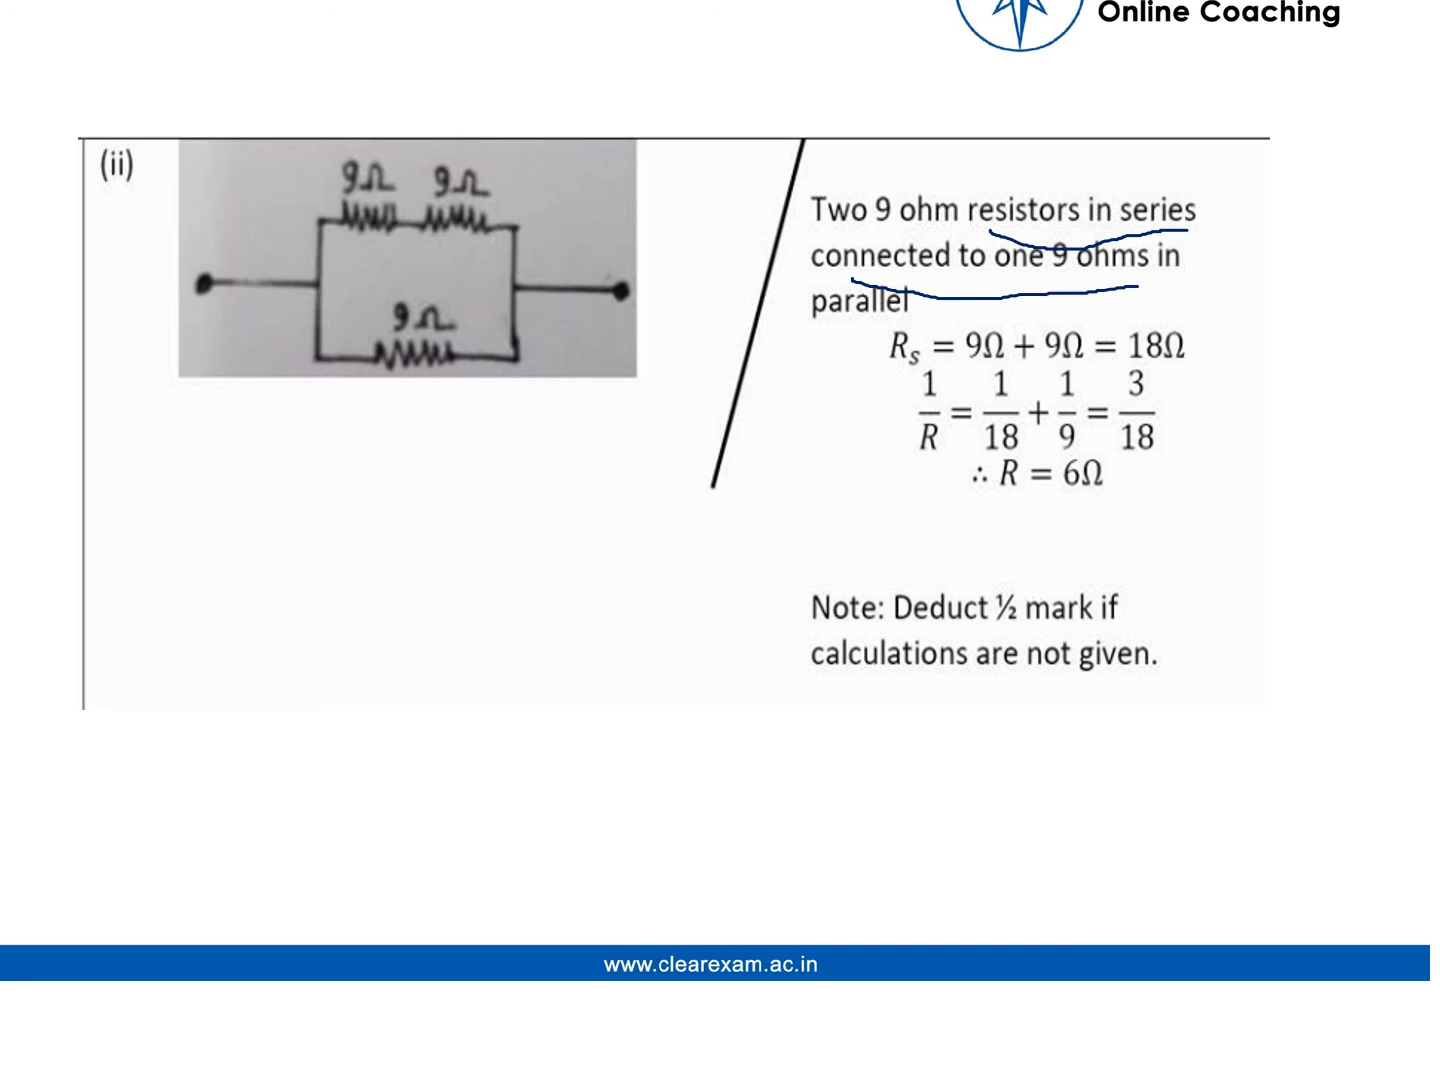 Online Coaching
(ii)
9Ω 9Ω
9Ω
Two 9 ohm resistors in series
connected to one 9 ohms in
parallel
Rₛ = 9Ω + 9Ω = 18Ω
1/R = 1/18 + 1/9 = 3/18
∴ R = 6Ω
Note: Deduct ½ mark if
calculations are not given.
www.clearexam.ac.in